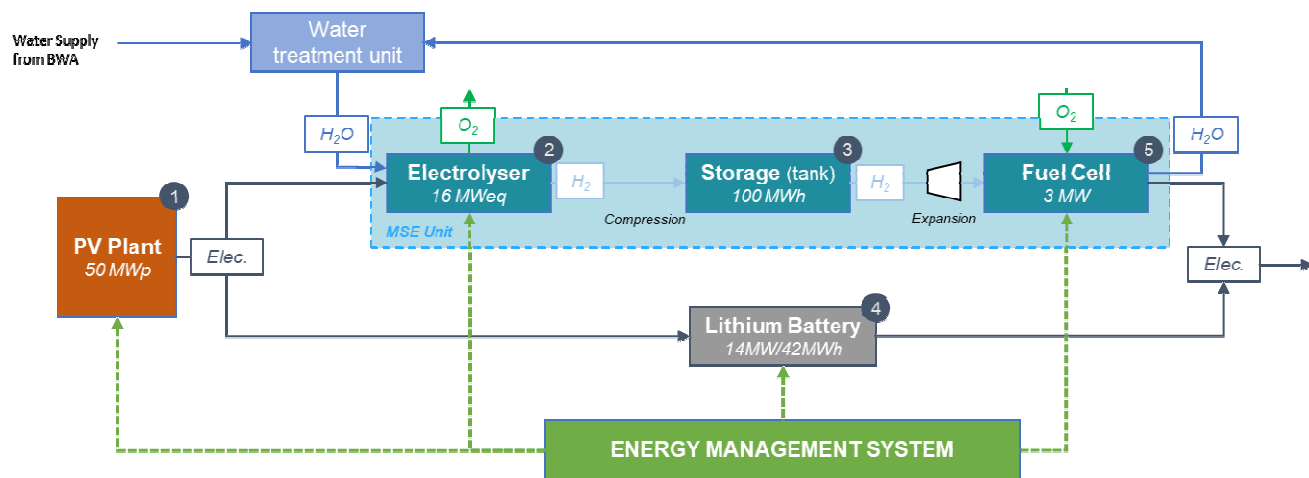 Water Supply
from BWA
Water
treatment unit
H₂O
O₂
O₂
H₂O
1
PV Plant
50 MWp
Elec.
2
Electrolyser
16 MWeq
H₂
Compression
3
Storage (tank)
100 MWh
H₂
Expansion
5
Fuel Cell
3 MW
MSE Unit
Elec.
4
Lithium Battery
14MW/42MWh
ENERGY MANAGEMENT SYSTEM